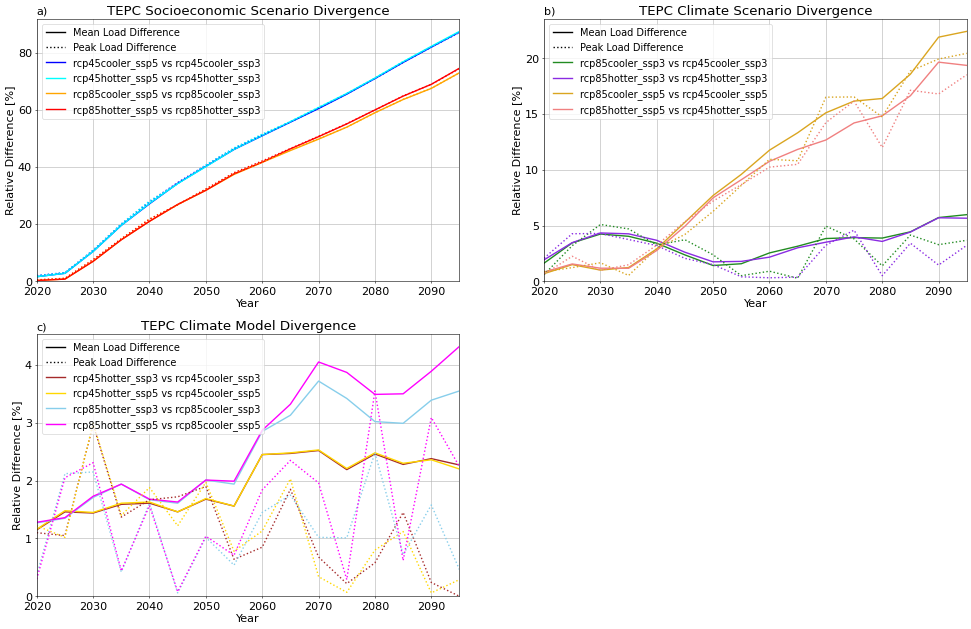 a)
TEPC Socioeconomic Scenario Divergence
Mean Load Difference
Peak Load Difference
rcp45cooler_ssp5 vs rcp45cooler_ssp3
rcp45hotter_ssp5 vs rcp45hotter_ssp3
rcp85cooler_ssp5 vs rcp85cooler_ssp3
rcp85hotter_ssp5 vs rcp85hotter_ssp3
Relative Difference [%]
80
60
40
20
0
2020 2030 2040 2050 2060 2070 2080 2090
Year
b)
TEPC Climate Scenario Divergence
Mean Load Difference
Peak Load Difference
rcp85cooler_ssp3 vs rcp45cooler_ssp3
rcp85hotter_ssp3 vs rcp45hotter_ssp3
rcp85cooler_ssp5 vs rcp45cooler_ssp5
rcp85hotter_ssp5 vs rcp45hotter_ssp5
Relative Difference [%]
20
15
10
5
0
2020 2030 2040 2050 2060 2070 2080 2090
Year
c)
TEPC Climate Model Divergence
Mean Load Difference
Peak Load Difference
rcp45hotter_ssp3 vs rcp45cooler_ssp3
rcp45hotter_ssp5 vs rcp45cooler_ssp5
rcp85hotter_ssp3 vs rcp85cooler_ssp3
rcp85hotter_ssp5 vs rcp85cooler_ssp5
Relative Difference [%]
4
3
2
1
0
2020 2030 2040 2050 2060 2070 2080 2090
Year